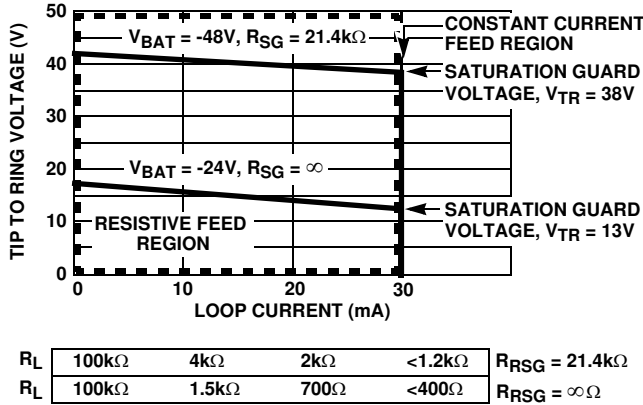 TIP TO RING VOLTAGE (V)
50
40
30
20
10
0
V_BAT = -48V, R_SG = 21.4kΩ
V_BAT = -24V, R_SG = ∞
RESISTIVE FEED
REGION
CONSTANT CURRENT
FEED REGION
SATURATION GUARD
VOLTAGE, V_TR = 38V
SATURATION GUARD
VOLTAGE, V_TR = 13V
0 10 20 30
LOOP CURRENT (mA)
R_L 100kΩ 4kΩ 2kΩ <1.2kΩ R_RSG = 21.4kΩ
R_L 100kΩ 1.5kΩ 700Ω <400Ω R_RSG = ∞Ω